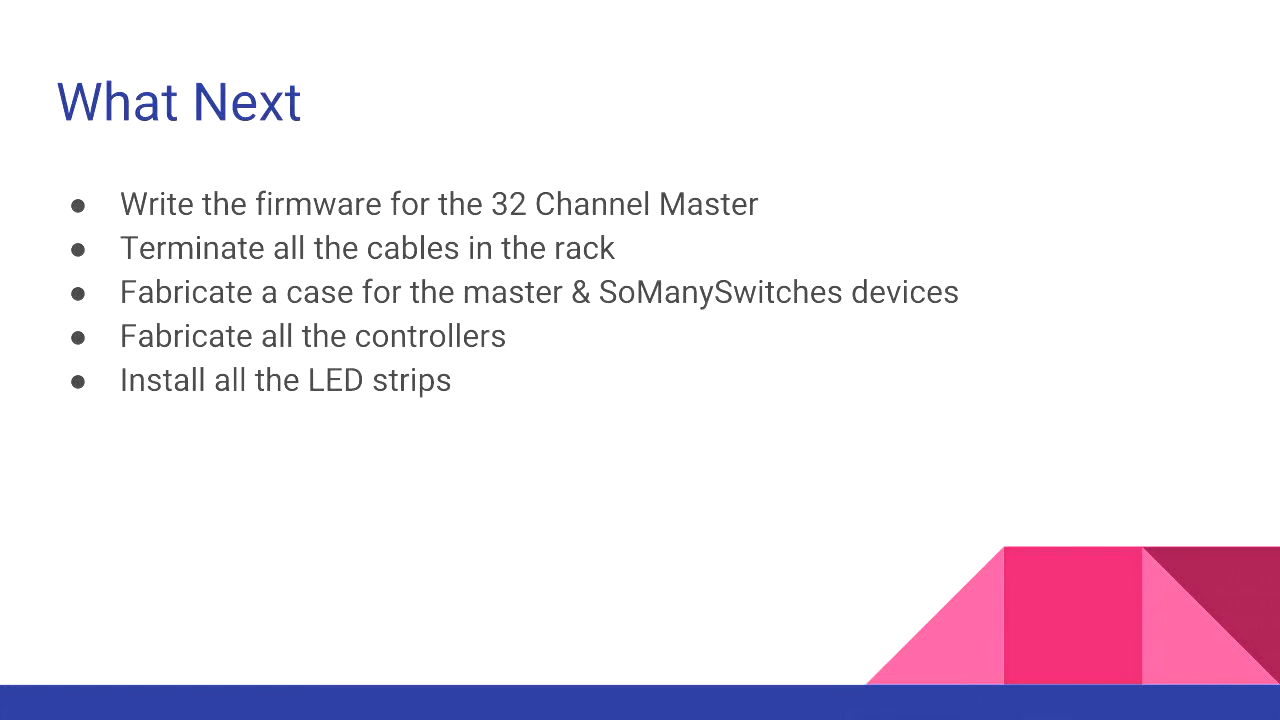 What Next
● Write the firmware for the 32 Channel Master
● Terminate all the cables in the rack
● Fabricate a case for the master & SoManySwitches devices
● Fabricate all the controllers
● Install all the LED strips